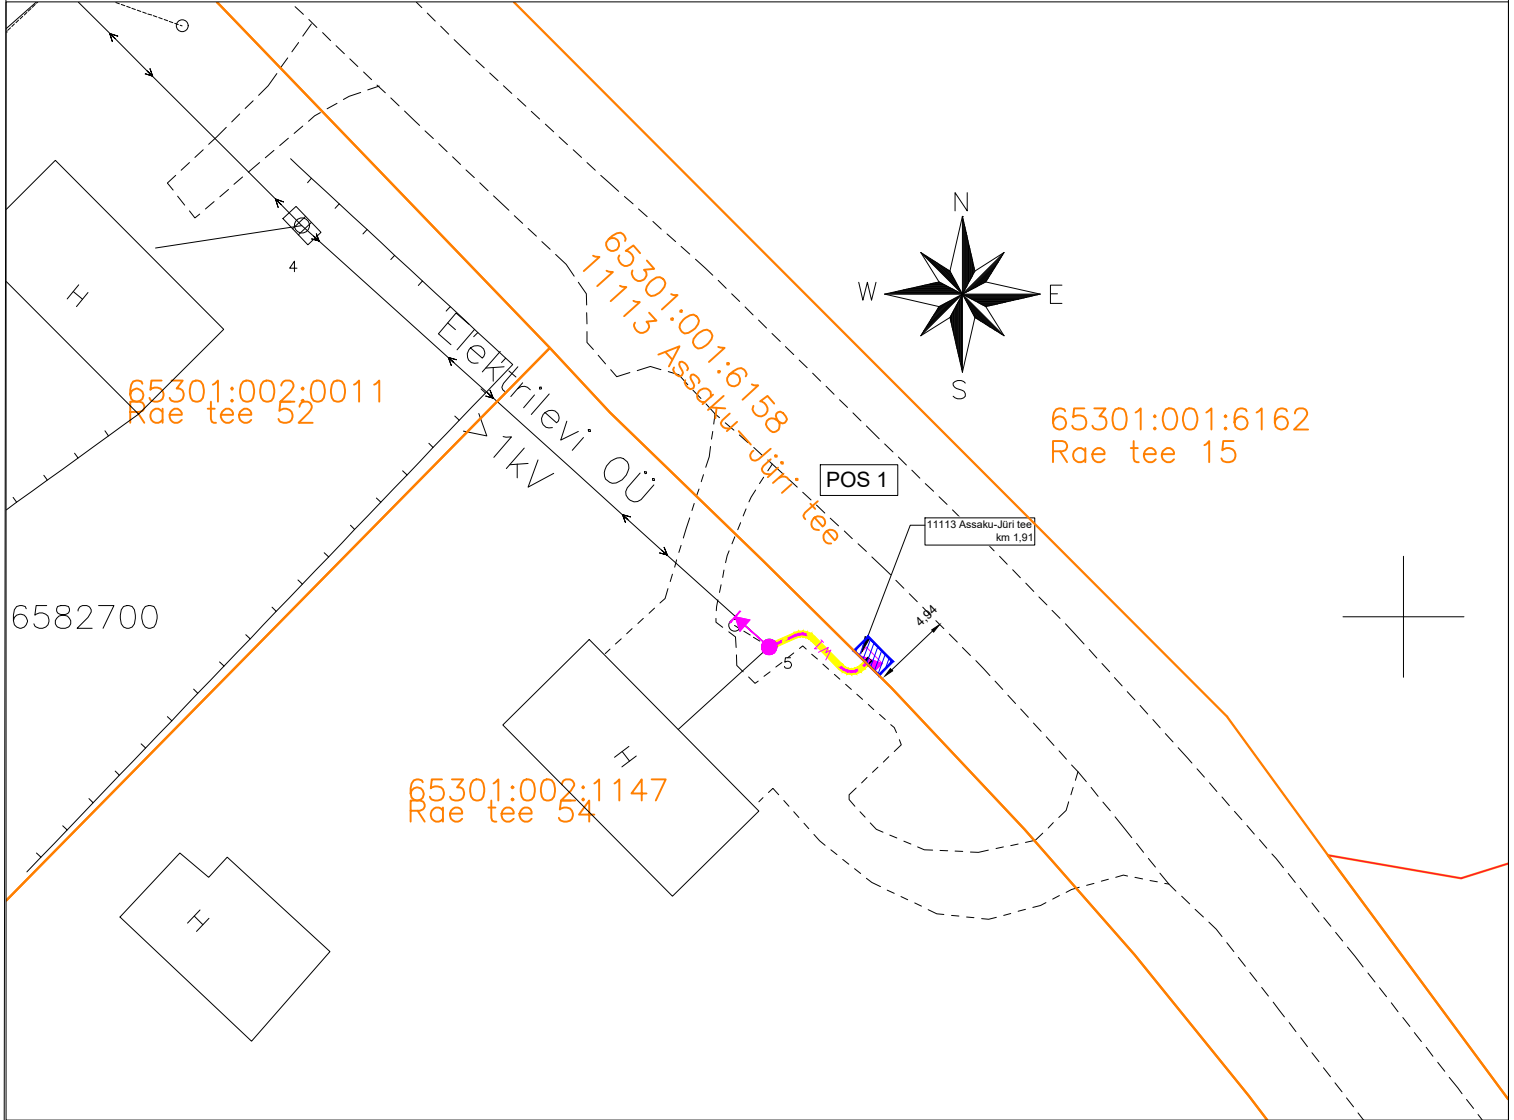 N
W
E
S
4
H
65301:001:6158
11113 Assaku-Jüri tee
65301:002:0011
Rae tee 52
Elektrilevi OÜ
V 1kV
65301:001:6162
Rae tee 15
POS 1
11113 Assaku-Jüri tee
km 1,91
6582700
4,94
W1
5
H
65301:002:1147
Rae tee 54
H